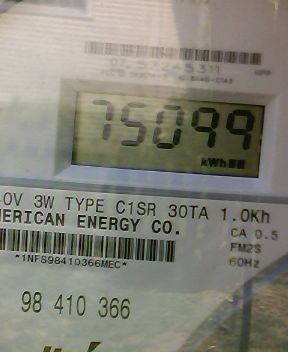 75099
kWh
0V 3W TYPE C1SR 30TA 1.0Kh
MERICAN ENERGY CO.
CA 0.5
FM2S
60Hz
*1NFS98410366MEC*
98 410 366